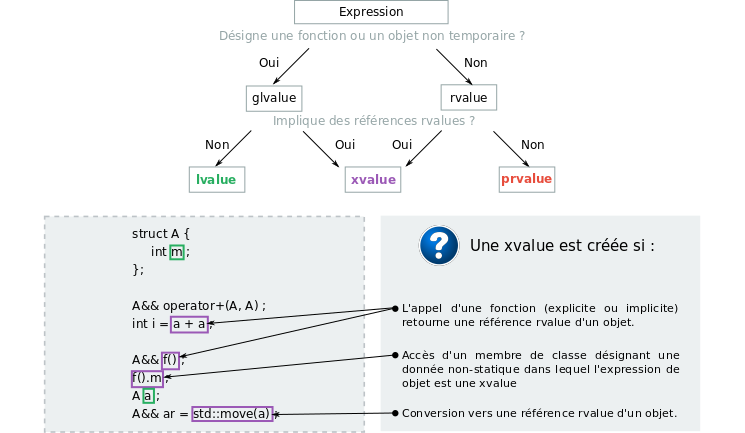 Expression
Désigne une fonction ou un objet non temporaire ?
Oui
Non
glvalue
rvalue
Implique des références rvalues ?
Non
Oui
Oui
Non
lvalue
xvalue
prvalue
struct A {
int m ;
};
A&& operator+(A, A) ;
int i = a + a ;
A&& f() ;
f().m ;
A a ;
A&& ar = std::move(a) ;
?
Une xvalue est créée si :
L'appel d'une fonction (explicite ou implicite)
retourne une référence rvalue d'un objet.
Accès d'un membre de classe désignant une
donnée non-statique dans lequel l'expression de
objet est une xvalue
Conversion vers une référence rvalue d'un objet.